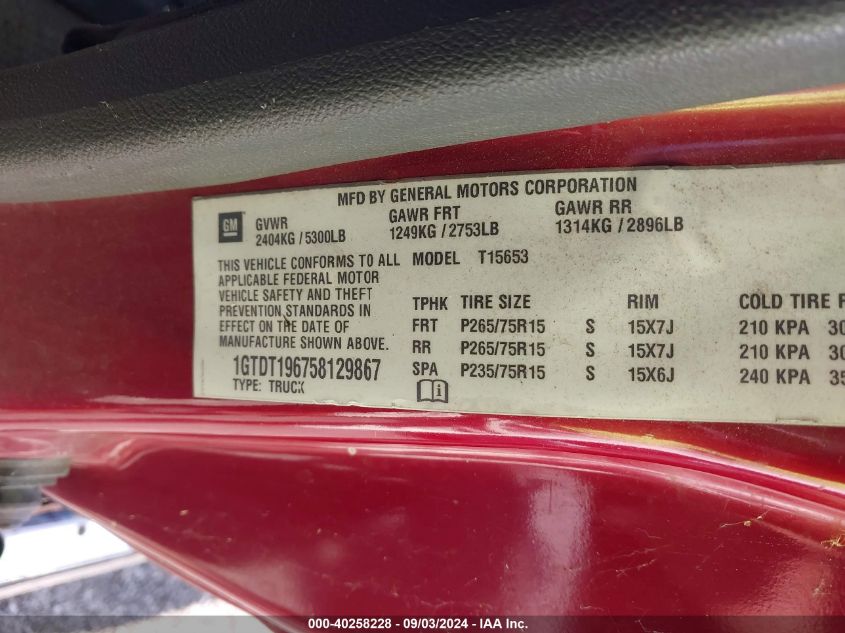 MFD BY GENERAL MOTORS CORPORATION
GM
GVWR GAWR FRT GAWR RR
2404KG / 5300LB 1249KG / 2753LB 1314KG / 2896LB
THIS VEHICLE CONFORMS TO ALL MODEL T15653
APPLICABLE FEDERAL MOTOR
VEHICLE SAFETY AND THEFT
PREVENTION STANDARDS IN
EFFECT ON THE DATE OF
MANUFACTURE SHOWN ABOVE.
1GTDT196758129867
TYPE: TRUCK
TPHK TIRE SIZE RIM COLD TIRE
FRT P265/75R15 S 15X7J 210 KPA 30
RR P265/75R15 S 15X7J 210 KPA 30
SPA P235/75R15 S 15X6J 240 KPA 35
000-40258228 - 09/03/2024 - IAA Inc.